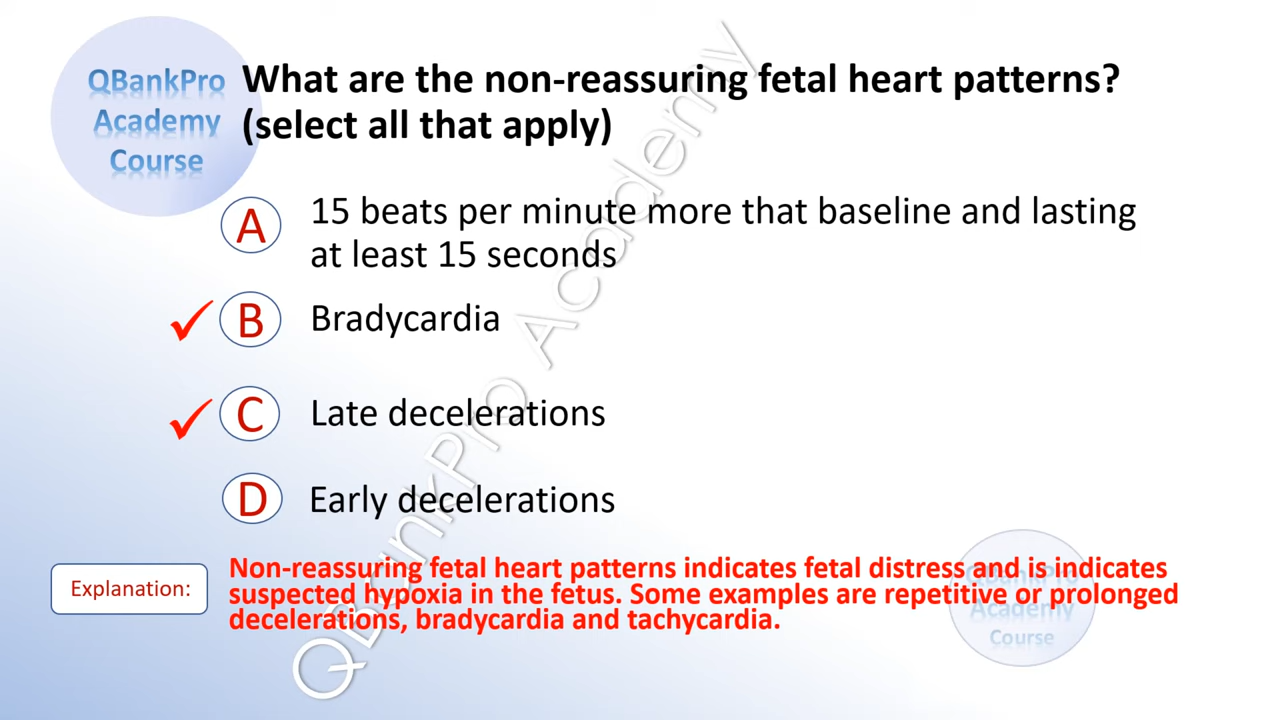 QBankPro
Academy
Course
What are the non-reassuring fetal heart patterns?
(select all that apply)
A
15 beats per minute more that baseline and lasting
at least 15 seconds
B
Bradycardia
C
Late decelerations
D
Early decelerations
Explanation:
Non-reassuring fetal heart patterns indicates fetal distress and is indicates
suspected hypoxia in the fetus. Some examples are repetitive or prolonged
decelerations, bradycardia and tachycardia.
QBankPro Academy
QBankPro
Academy
Course